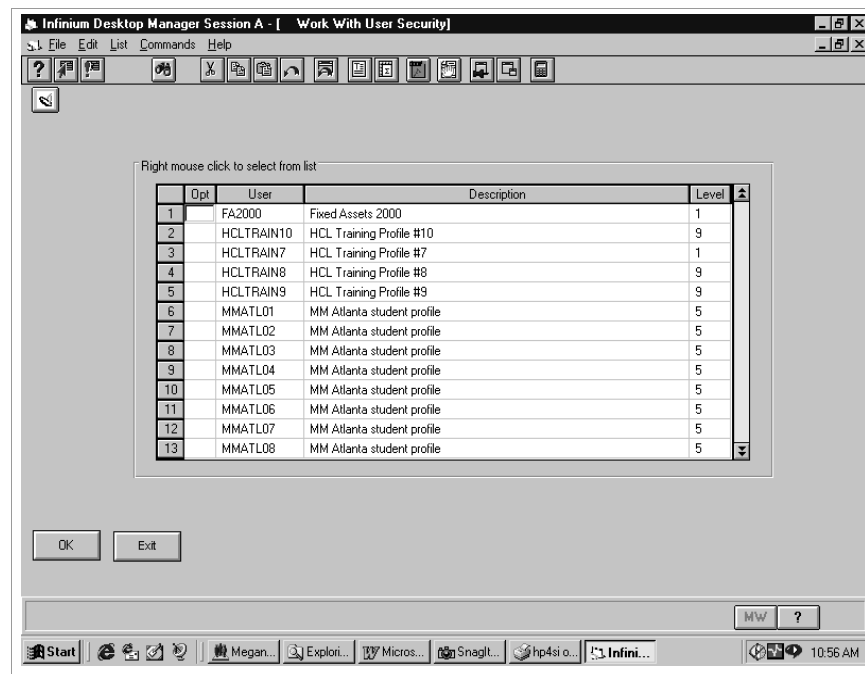 Infinium Desktop Manager Session A - [ Work With User Security]
File Edit List Commands Help
Right mouse click to select from list
Opt User Description Level
1 FA2000 Fixed Assets 2000 1
2 HCLTRAIN10 HCL Training Profile #10 9
3 HCLTRAIN7 HCL Training Profile #7 1
4 HCLTRAIN8 HCL Training Profile #8 9
5 HCLTRAIN9 HCL Training Profile #9 9
6 MMATL01 MM Atlanta student profile 5
7 MMATL02 MM Atlanta student profile 5
8 MMATL03 MM Atlanta student profile 5
9 MMATL04 MM Atlanta student profile 5
10 MMATL05 MM Atlanta student profile 5
11 MMATL06 MM Atlanta student profile 5
12 MMATL07 MM Atlanta student profile 5
13 MMATL08 MM Atlanta student profile 5
OK Exit
MW ?
Start Megan... Explori... Micros... SnagIt... hp4si o... Infini... 10:56 AM